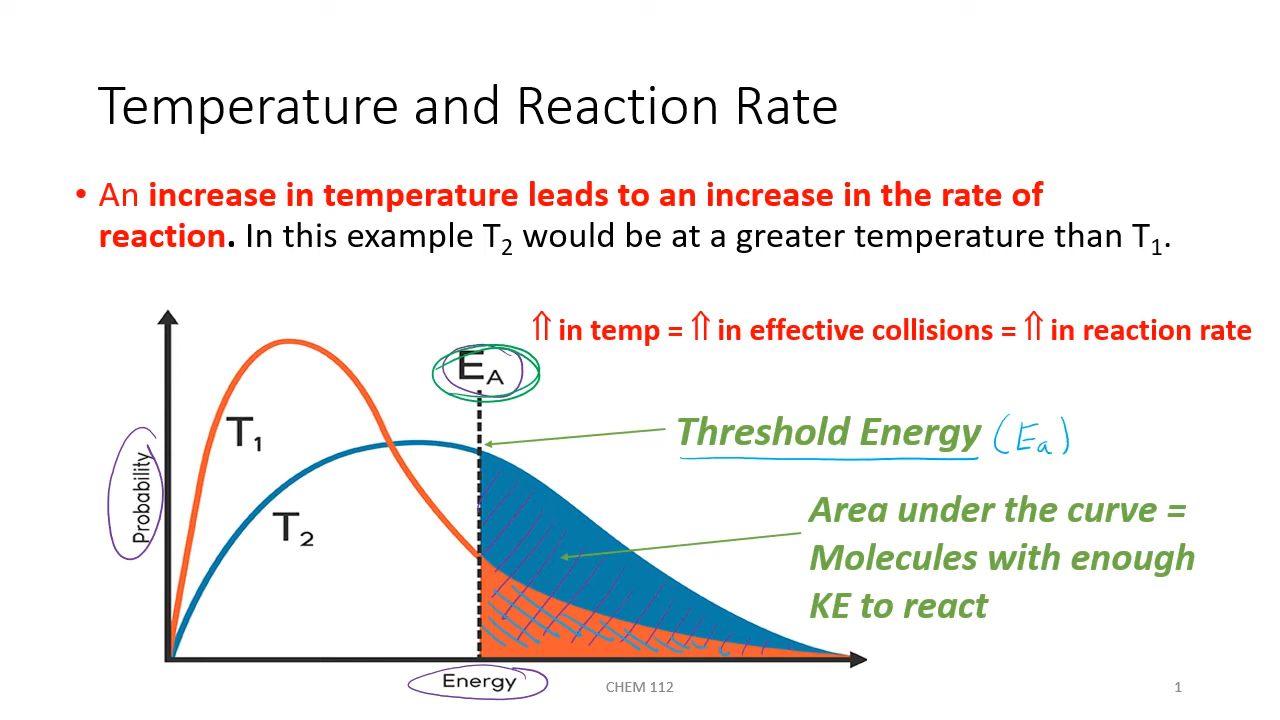 Temperature and Reaction Rate
• An increase in temperature leads to an increase in the rate of
reaction. In this example T₂ would be at a greater temperature than T₁.
⇑ in temp = ⇑ in effective collisions = ⇑ in reaction rate
EA
T₁
Threshold Energy (Ea)
Probability
T₂
Area under the curve =
Molecules with enough
KE to react
Energy
CHEM 112
1